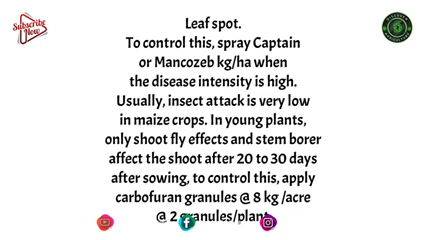 Subscribe
Now
Leaf spot.
To control this, spray Captain
or Mancozeb kg/ha when
the disease intensity is high.
Usually, insect attack is very low
in maize crops. In young plants,
only shoot fly effects and stem borer
affect the shoot after 20 to 30 days
after sowing, to control this, apply
carbofuran granules @ 8 kg /acre
@ 2 granules/plant.